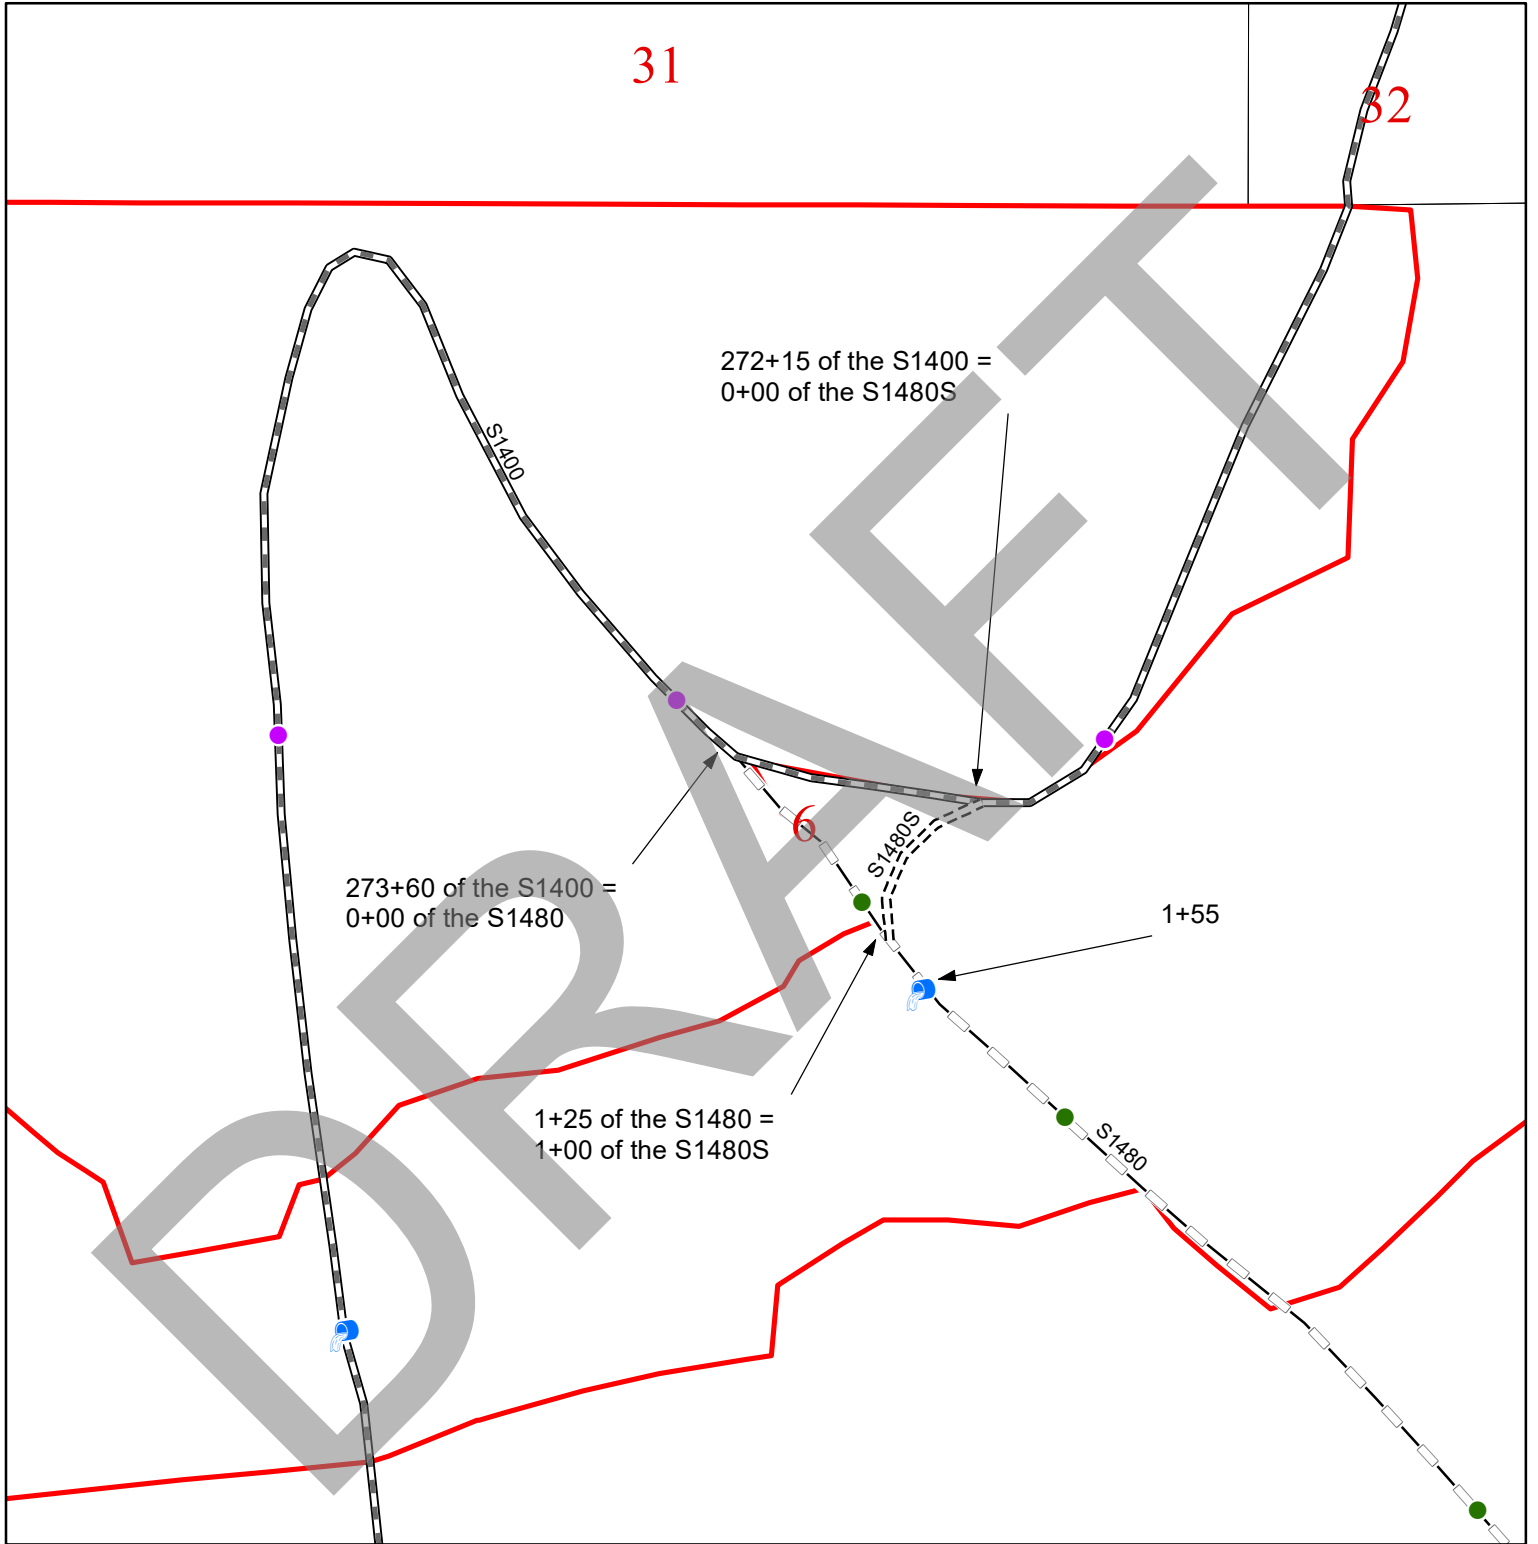 31
32
272+15 of the S1400 =
0+00 of the S1480S
S1400
6
S1480S
273+60 of the S1400 =
0+00 of the S1480
1+55
1+25 of the S1480 =
1+00 of the S1480S
S1480
DRAFT